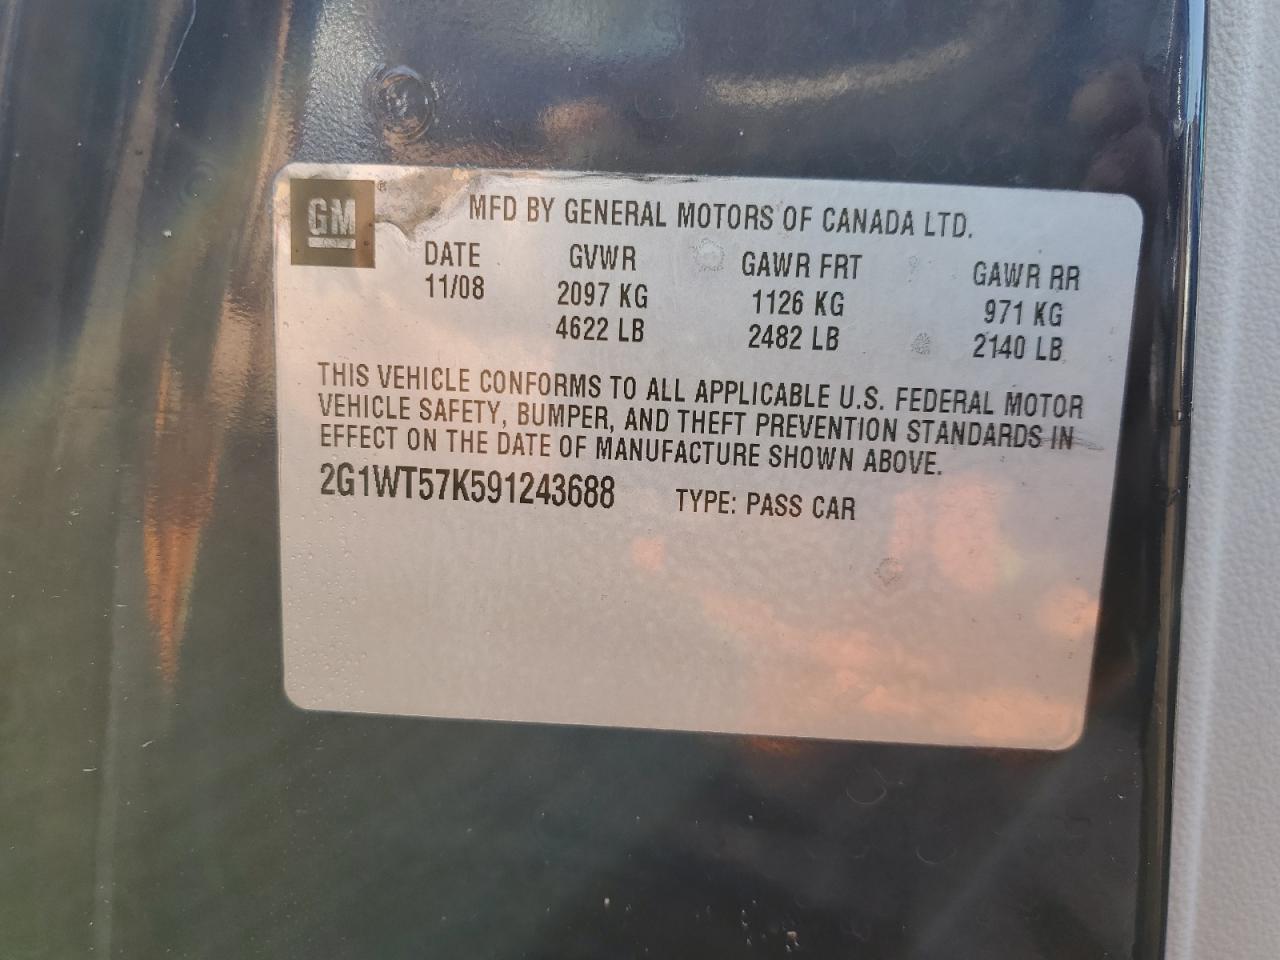 GM
®
MFD BY GENERAL MOTORS OF CANADA LTD.
DATE GVWR GAWR FRT GAWR RR
11/08 2097 KG 1126 KG 971 KG
4622 LB 2482 LB 2140 LB
THIS VEHICLE CONFORMS TO ALL APPLICABLE U.S. FEDERAL MOTOR
VEHICLE SAFETY, BUMPER, AND THEFT PREVENTION STANDARDS IN
EFFECT ON THE DATE OF MANUFACTURE SHOWN ABOVE.
2G1WT57K591243688 TYPE: PASS CAR